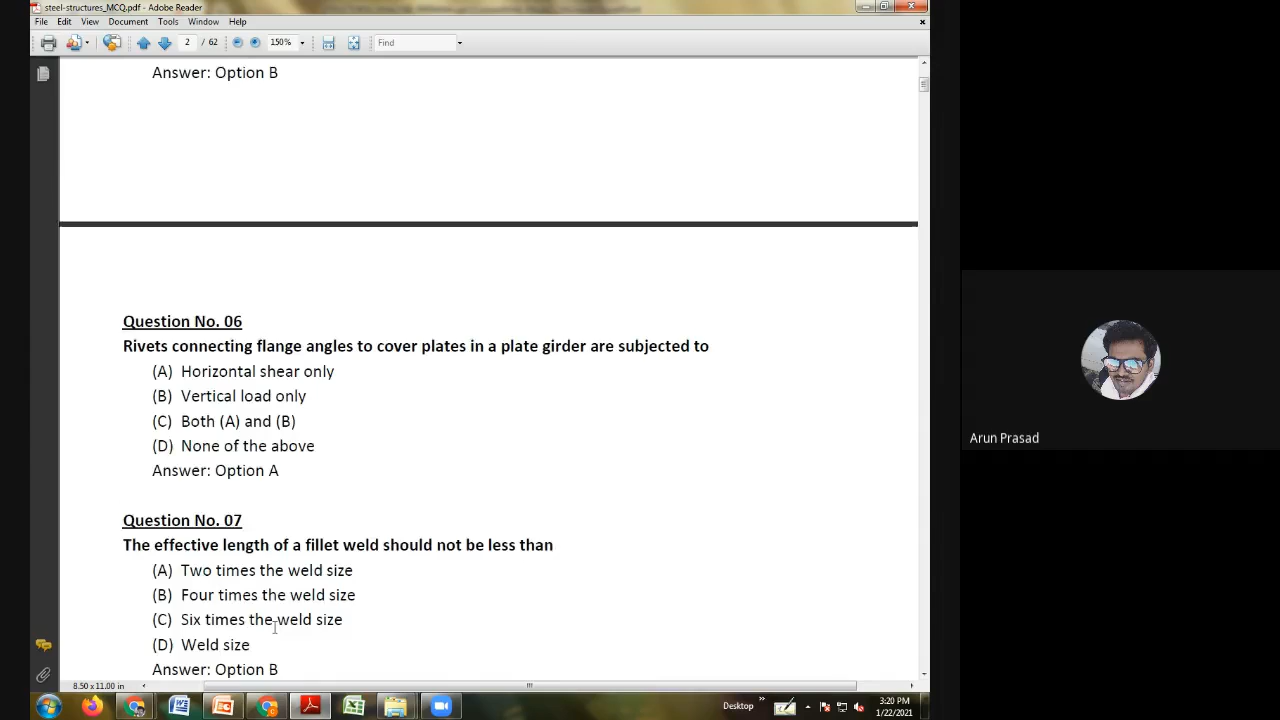 steel-structures_MCQ.pdf - Adobe Reader
File Edit View Document Tools Window Help
2 / 62 150% Find
Answer: Option B
Question No. 06
Rivets connecting flange angles to cover plates in a plate girder are subjected to
(A) Horizontal shear only
(B) Vertical load only
(C) Both (A) and (B)
(D) None of the above
Answer: Option A
Question No. 07
The effective length of a fillet weld should not be less than
(A) Two times the weld size
(B) Four times the weld size
(C) Six times the weld size
(D) Weld size
Answer: Option B
8.50 x 11.00 in
Desktop
3:20 PM
1/22/2021
Arun Prasad